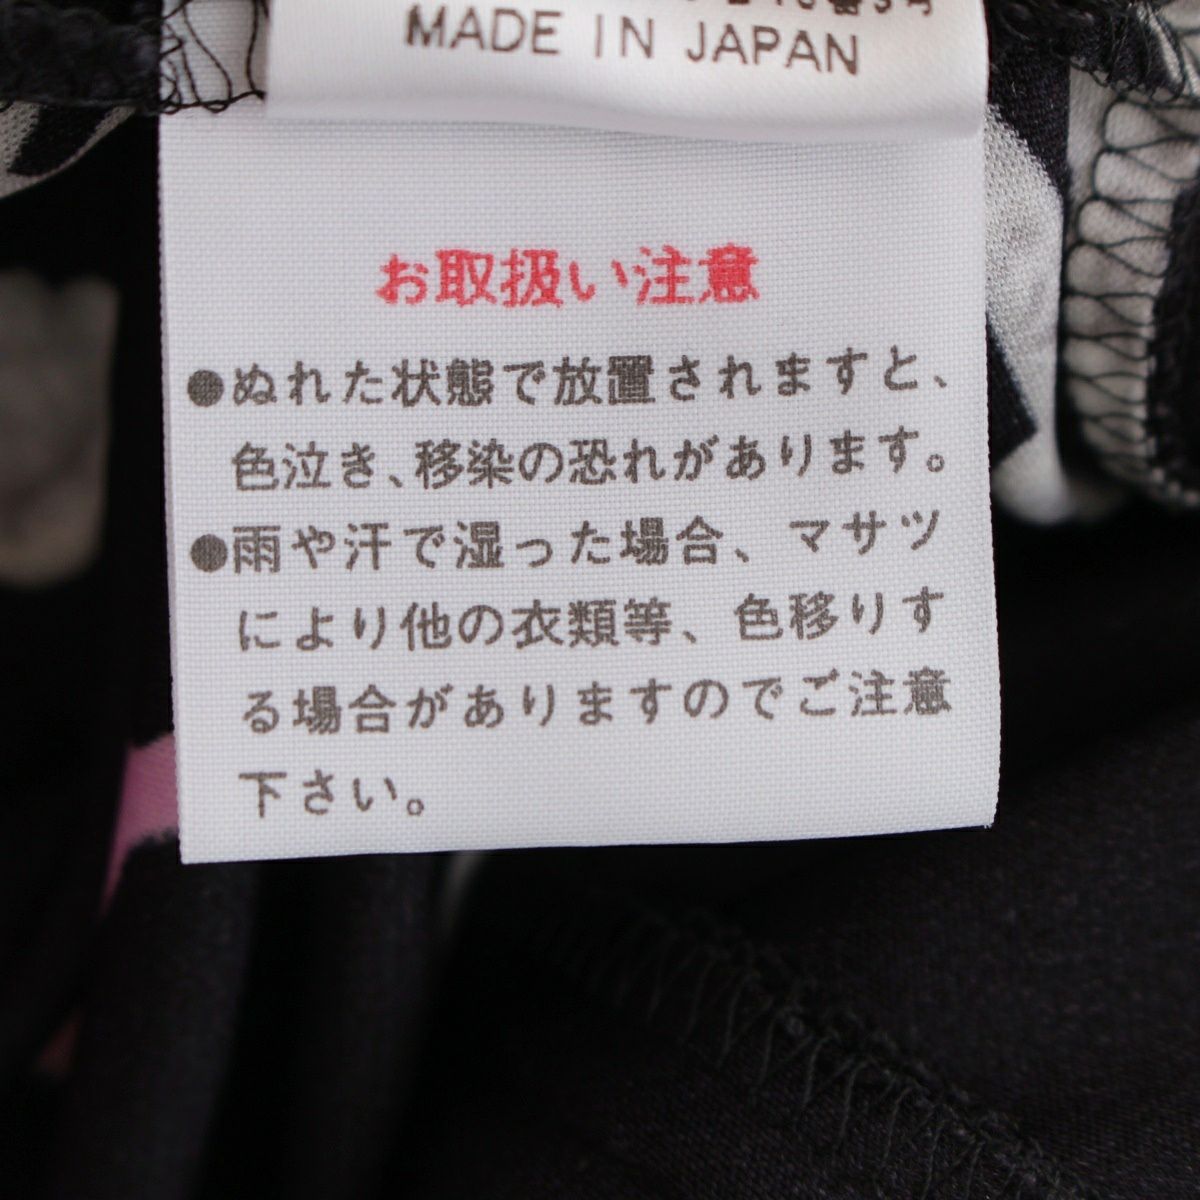 MADE IN JAPAN
お取扱い注意
●ぬれた状態で放置されますと、
色泣き、移染の恐れがあります。
●雨や汗で湿った場合、マサツ
により他の衣類等、色移りす
る場合がありますのでご注意
下さい。